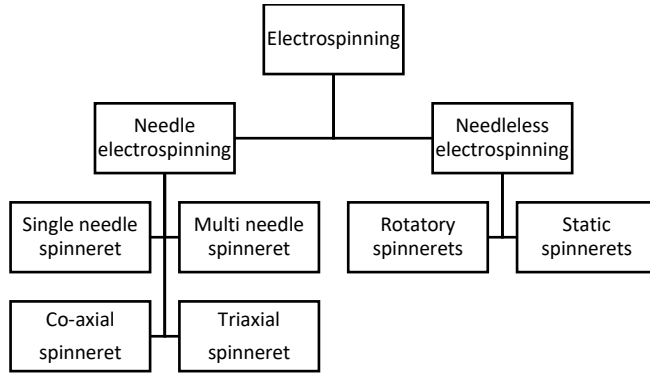 Electrospinning
Needle
electrospinning
Needleless
electrospinning
Single needle
spinneret
Multi needle
spinneret
Rotatory
spinnerets
Static
spinnerets
Co-axial
spinneret
Triaxial
spinneret